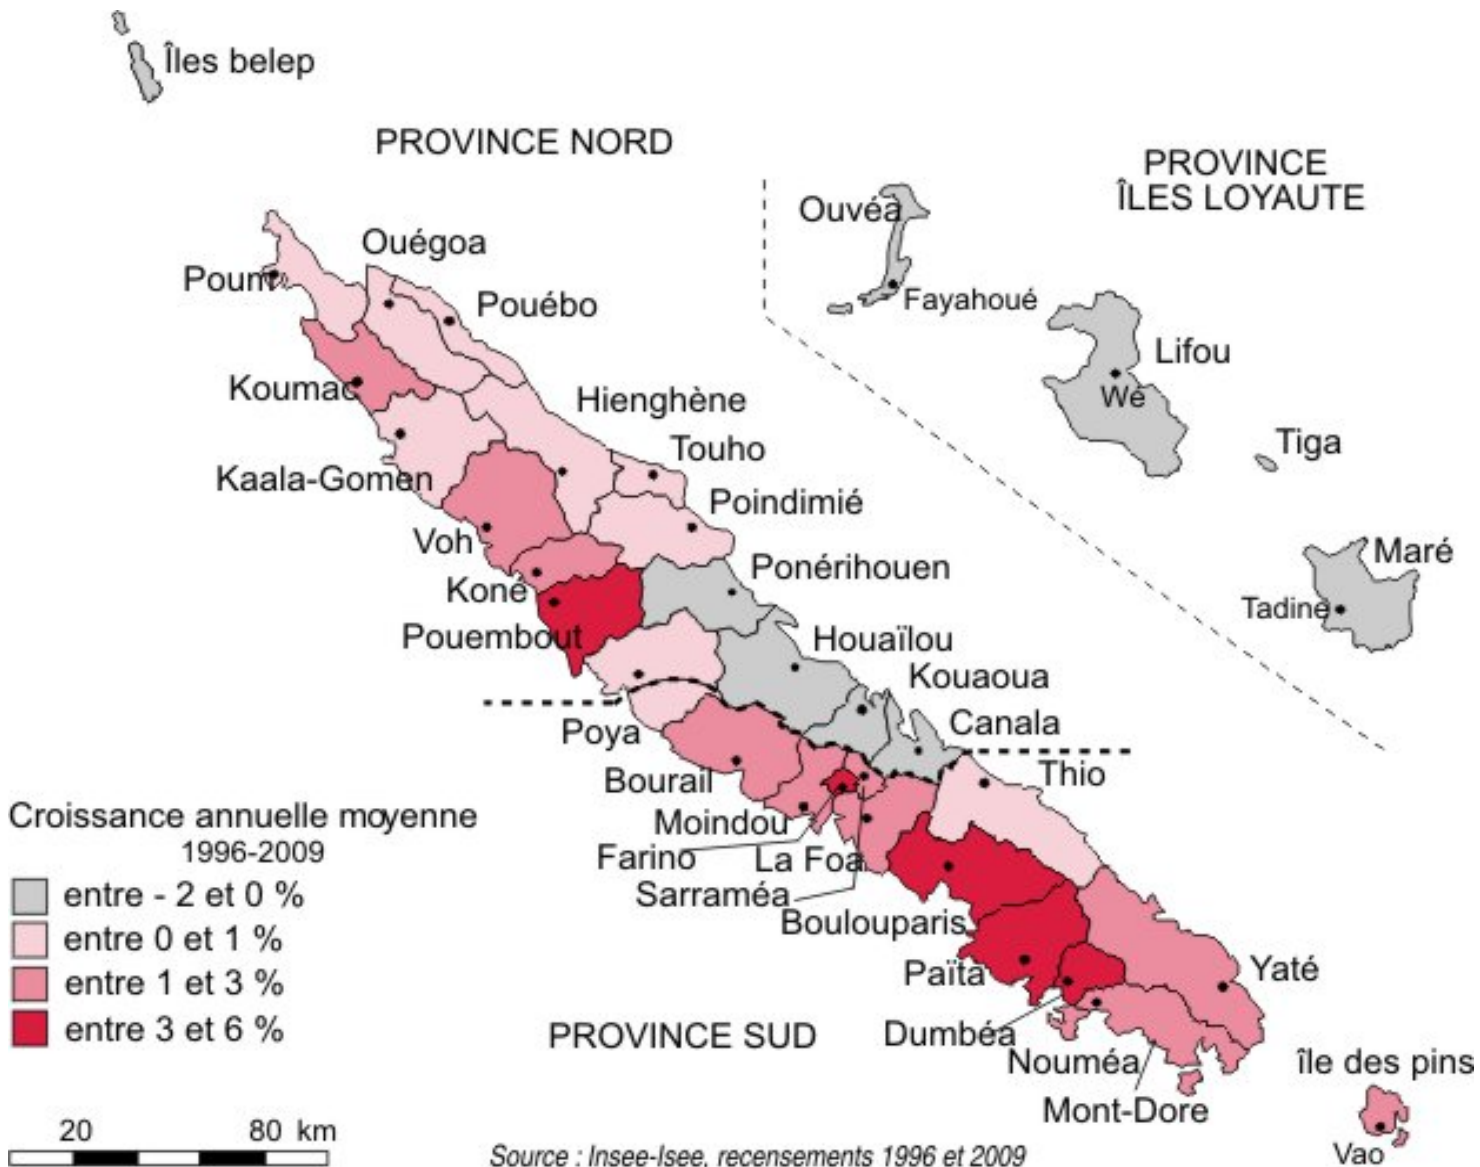 Îles belep
PROVINCE NORD
PROVINCE
ÎLES LOYAUTE
Ouvéa
Ouégoa
Poum
Pouébo
Fayahoué
Lifou
Koumac
Wé
Hienghène
Touho
Tiga
Kaala-Gomen
Poindimié
Voh
Maré
Ponérihouen
Koné
Tadine
Pouembout
Houaïlou
Kouaoua
Poya
Canala
Bourail
Thio
Croissance annuelle moyenne
1996-2009
entre - 2 et 0 %
entre 0 et 1 %
entre 1 et 3 %
entre 3 et 6 %
Moindou
Farino
La Foa
Sarraméa
Boulouparis
Païta
Yaté
Dumbéa
PROVINCE SUD
Nouméa
île des pins
Mont-Dore
Vao
20 80 km
Source : Insee-Isee, recensements 1996 et 2009